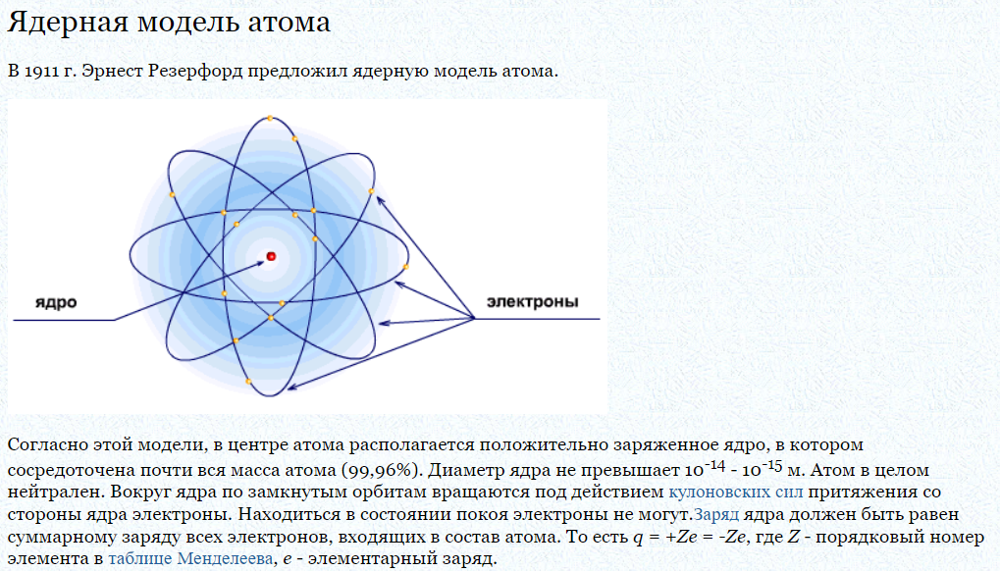 Ядерная модель атома
В 1911 г. Эрнест Резерфорд предложил ядерную модель атома.
ядро
электроны
Согласно этой модели, в центре атома располагается положительно заряженное ядро, в котором
сосредоточена почти вся масса атома (99,96%). Диаметр ядра не превышает 10⁻¹⁴ - 10⁻¹⁵ м. Атом в целом
нейтрален. Вокруг ядра по замкнутым орбитам вращаются под действием кулоновских сил притяжения со
стороны ядра электроны. Находиться в состоянии покоя электроны не могут.Заряд ядра должен быть равен
суммарному заряду всех электронов, входящих в состав атома. То есть q = +Ze = -Ze, где Z - порядковый номер
элемента в таблице Менделеева, e - элементарный заряд.